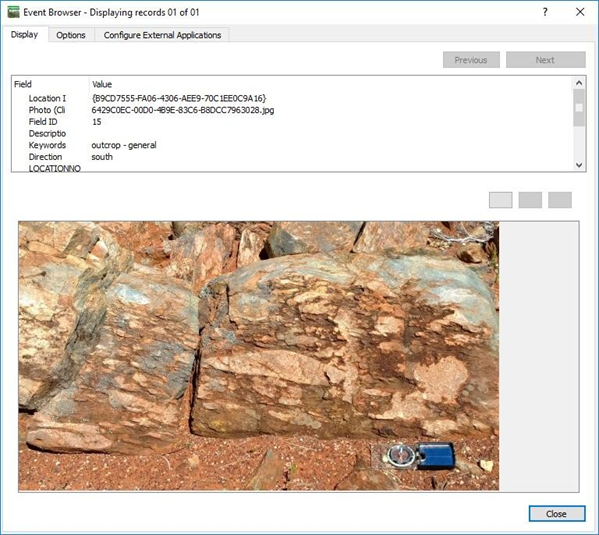 Event Browser - Displaying records 01 of 01
?
Display Options Configure External Applications
Previous Next
Field Value
Location I {B9CD7555-FA06-4306-AEE9-70C1EE0C9A16}
Photo (Cli 6429C0EC-00D0-4B9E-83C6-B8DCC7963028.jpg
Field ID 15
Descriptio
Keywords outcrop - general
Direction south
LOCATIONNO
Close